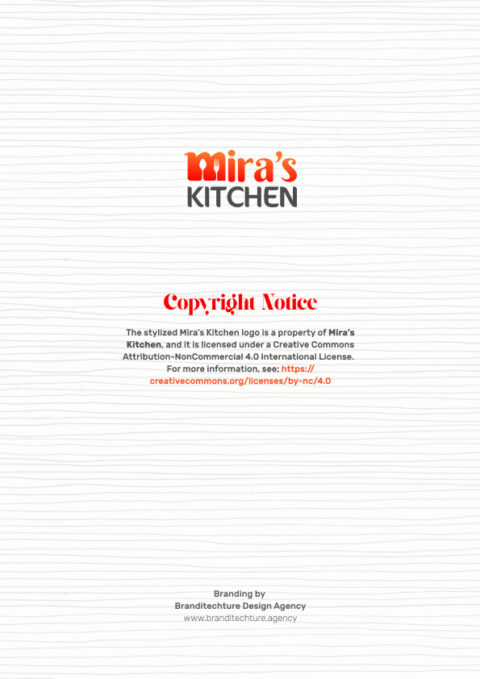 mira's
KITCHEN
Copyright Notice
The stylized Mira's Kitchen logo is a property of Mira's
Kitchen, and it is licensed under a Creative Commons
Attribution-NonCommercial 4.0 International License.
For more information, see; https://
creativecommons.org/licenses/by-nc/4.0
Branding by
Branditechture Design Agency
www.branditechture.agency